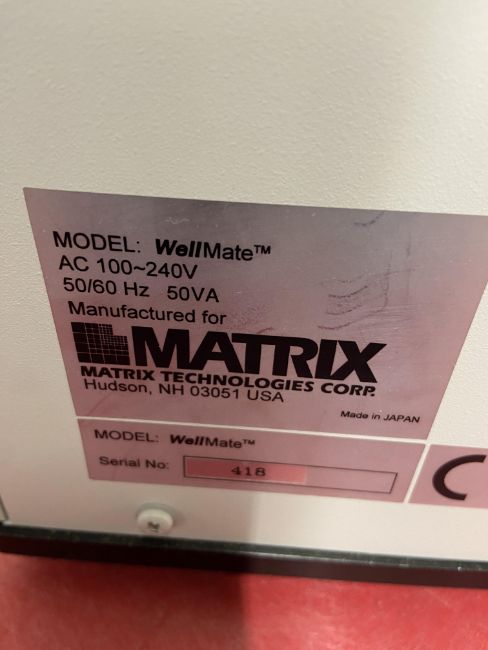 MODEL: WellMate™
AC 100~240V
50/60 Hz 50VA
Manufactured for
MATRIX
MATRIX TECHNOLOGIES CORP.
Hudson, NH 03051 USA
Made in JAPAN
MODEL: WellMate™
Serial No: 418
C